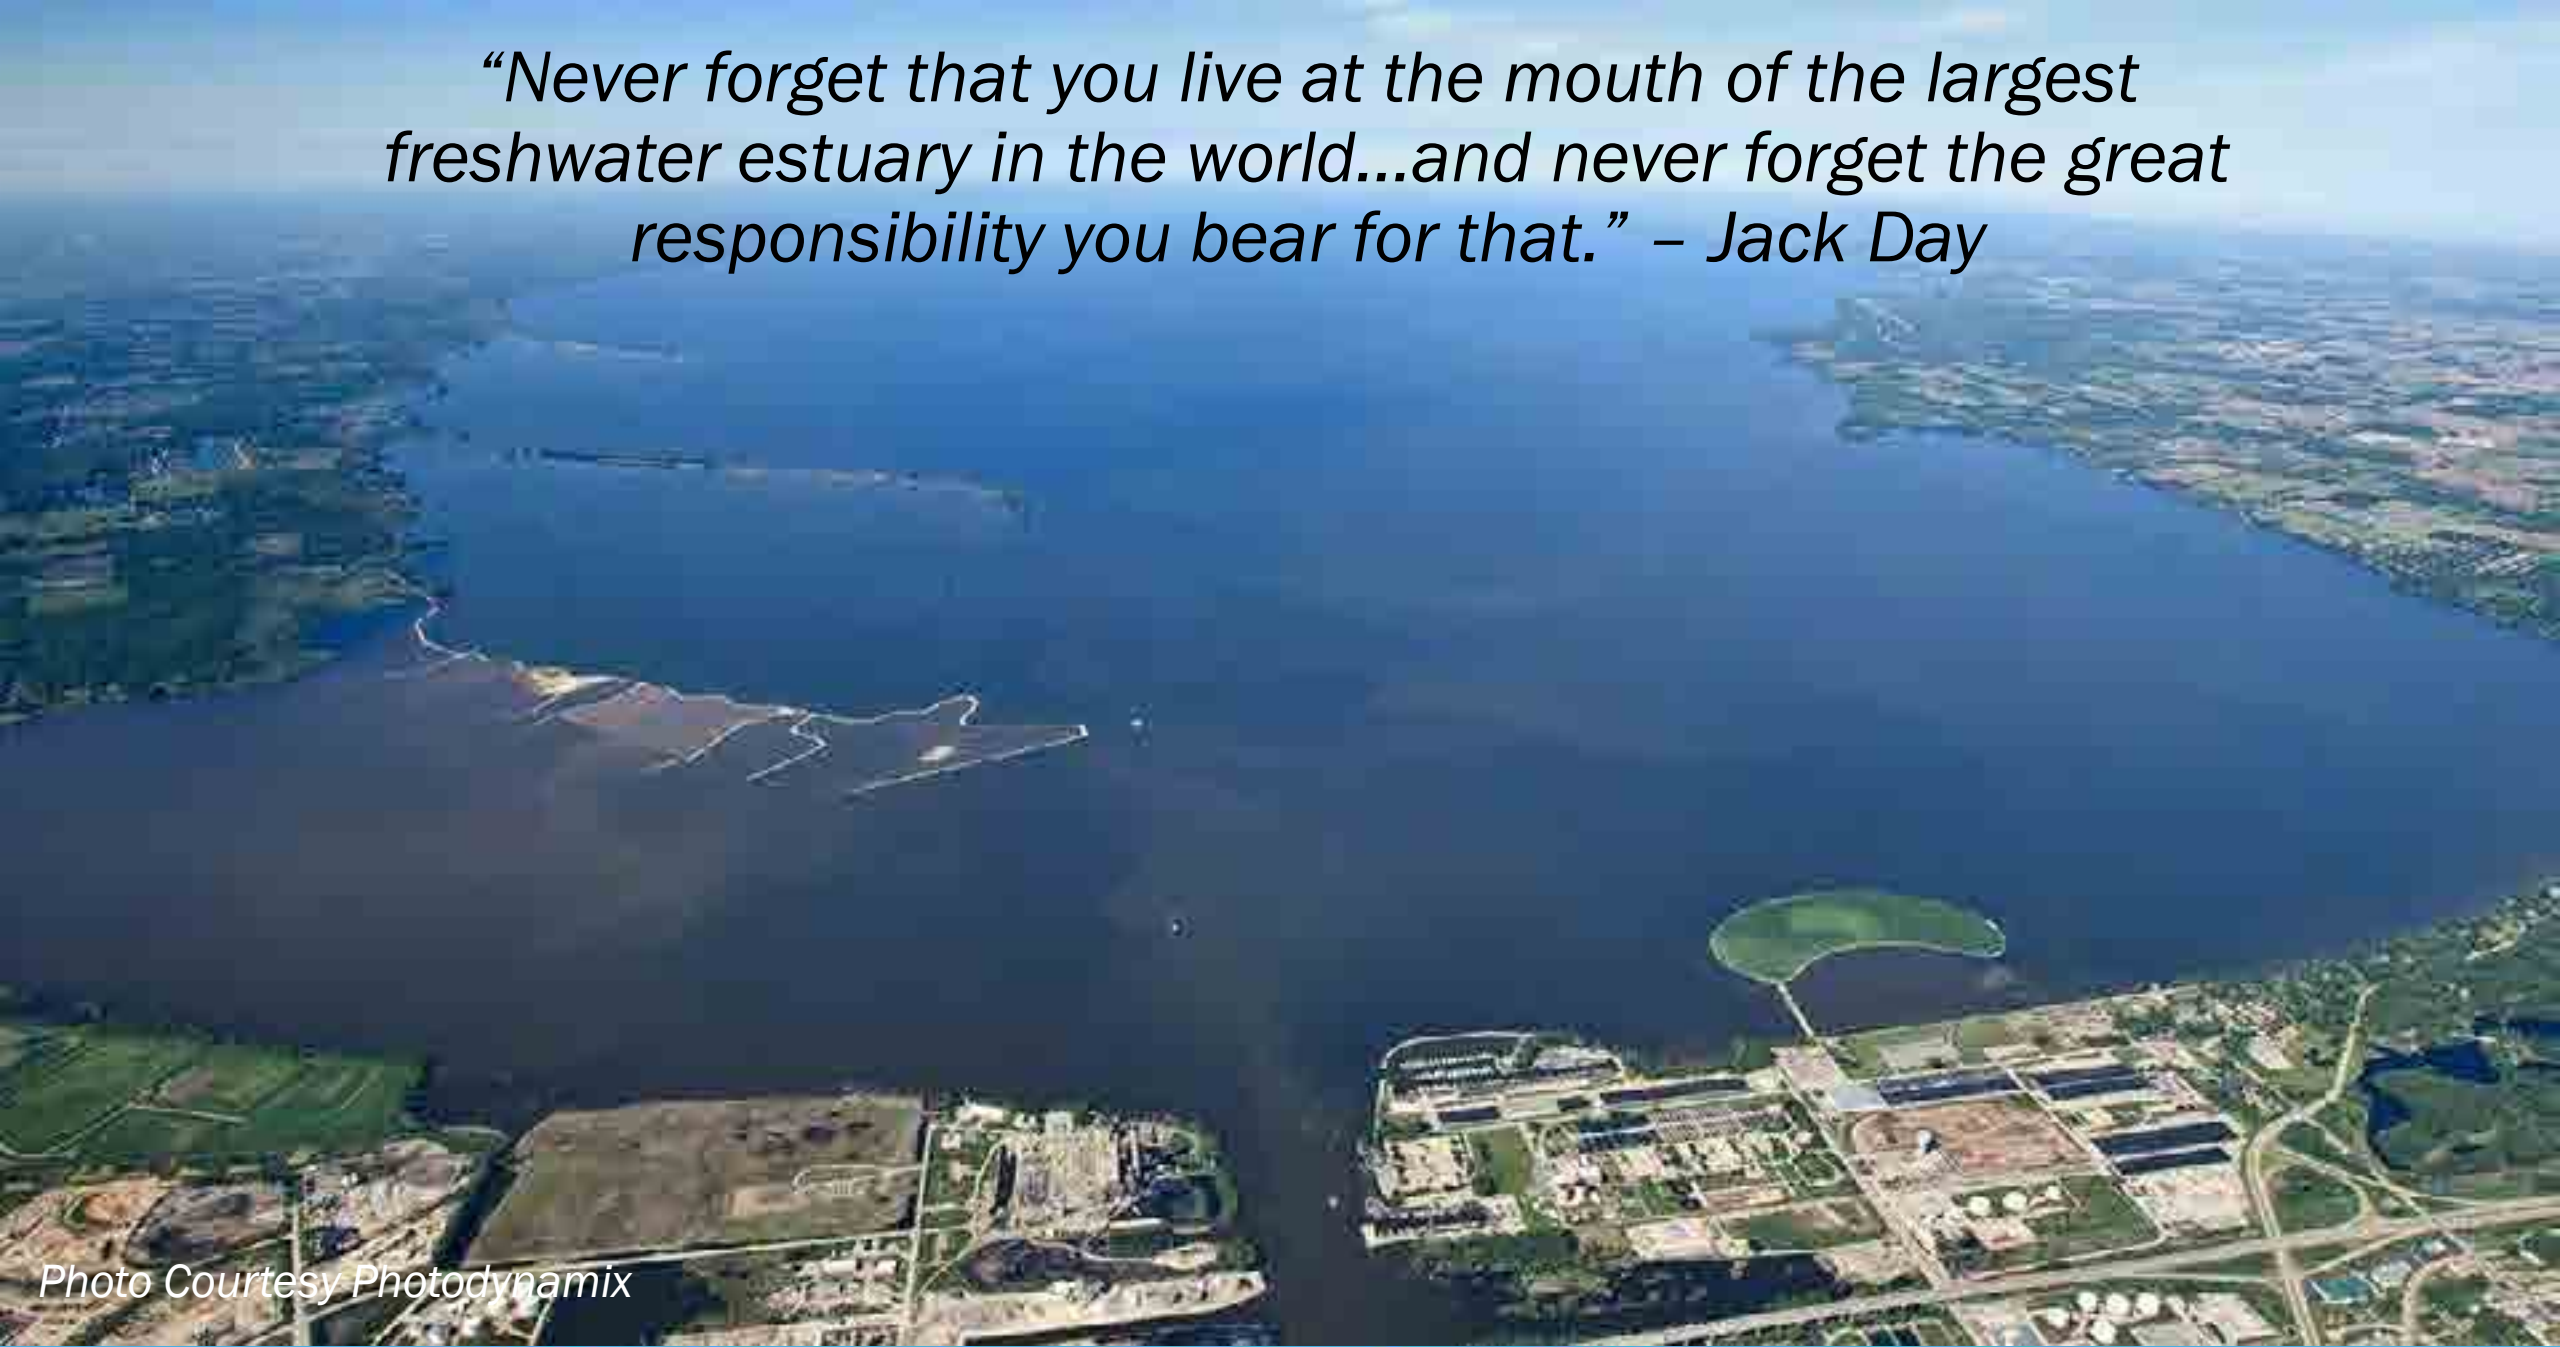 “Never forget that you live at the mouth of the largest
freshwater estuary in the world...and never forget the great
responsibility you bear for that.” – Jack Day
Photo Courtesy Photodynamix